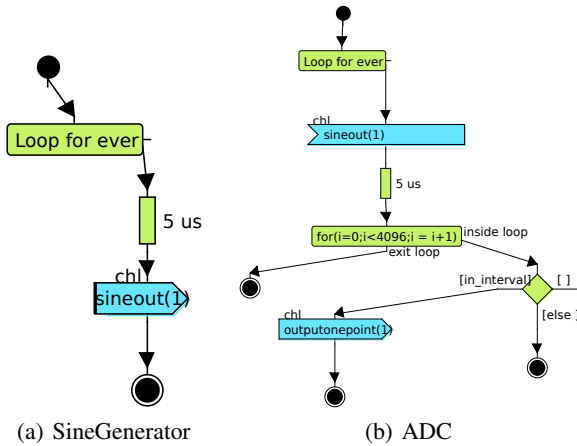 Loop for ever
5 us
chl
sineout(1)
(a) SineGenerator
Loop for ever
chl
sineout(1)
5 us
for(i=0;i<4096;i = i+1)
inside loop
exit loop
[in_interval]
[ ]
[else ]
chl
outputonepoint(1)
(b) ADC